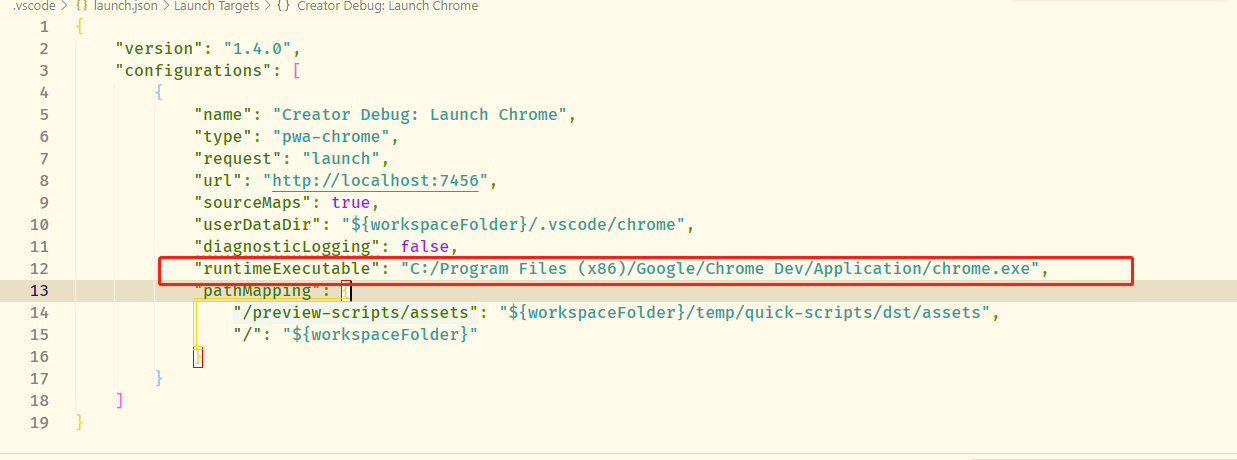 .vscode > {} launch.json > Launch Targets > {} Creator Debug: Launch Chrome
1 {
2 "version": "1.4.0",
3 "configurations": [
4 {
5 "name": "Creator Debug: Launch Chrome",
6 "type": "pwa-chrome",
7 "request": "launch",
8 "url": "http://localhost:7456",
9 "sourceMaps": true,
10 "userDataDir": "${workspaceFolder}/.vscode/chrome",
11 "diagnosticLogging": false,
12 "runtimeExecutable": "C:/Program Files (x86)/Google/Chrome Dev/Application/chrome.exe",
13 "pathMapping": {
14 "/preview-scripts/assets": "${workspaceFolder}/temp/quick-scripts/dst/assets",
15 "/": "${workspaceFolder}"
16 }
17 }
18 ]
19 }